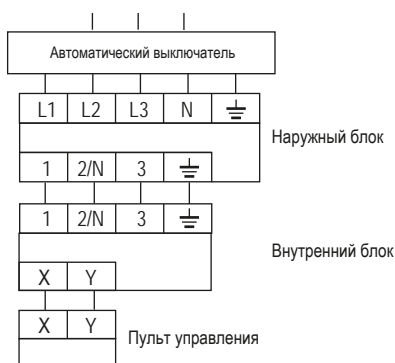 Автоматический выключатель
L1 L2 L3 N
Наружный блок
1 2/N 3
1 2/N 3
Внутренний блок
X Y
X Y
Пульт управления